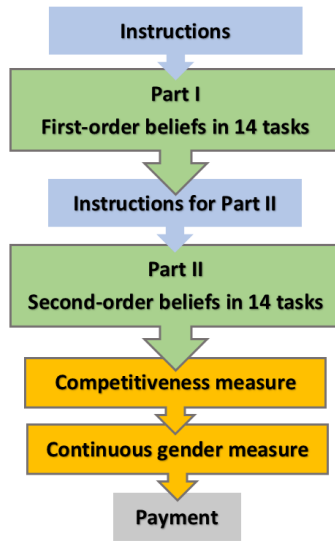 Instructions
Part I
First-order beliefs in 14 tasks
Instructions for Part II
Part II
Second-order beliefs in 14 tasks
Competitiveness measure
Continuous gender measure
Payment